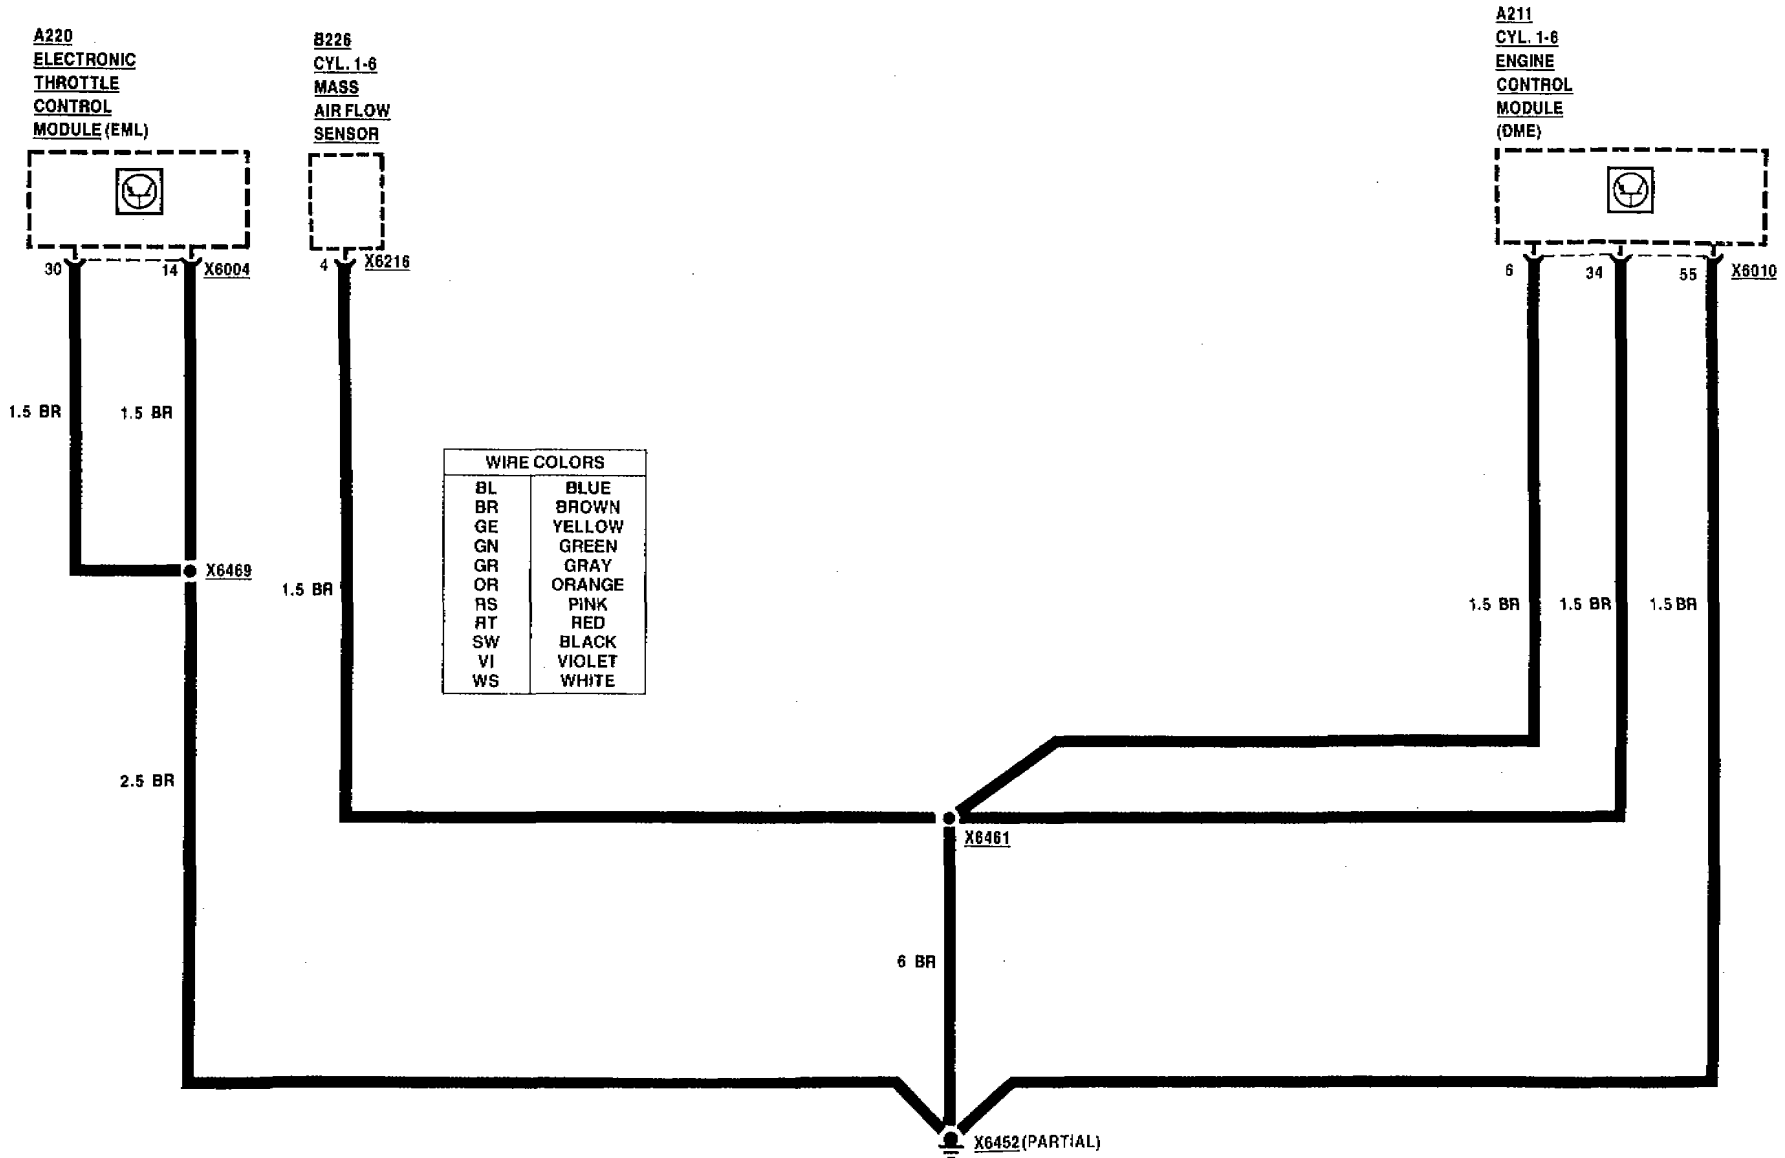 A220
ELECTRONIC
THROTTLE
CONTROL
MODULE (EML)
B226
CYL. 1-6
MASS
AIR FLOW
SENSOR
A211
CYL. 1-6
ENGINE
CONTROL
MODULE
(DME)
30
14
X6004
4
X6216
6
34
55
X6010
1.5 BR
1.5 BR
WIRE COLORS
BL BLUE
BR BROWN
GE YELLOW
GN GREEN
GR GRAY
OR ORANGE
RS PINK
RT RED
SW BLACK
VI VIOLET
WS WHITE
X6469
1.5 BR
1.5 BR
1.5 BR
1.5 BR
2.5 BR
X6461
6 BR
X6452 (PARTIAL)